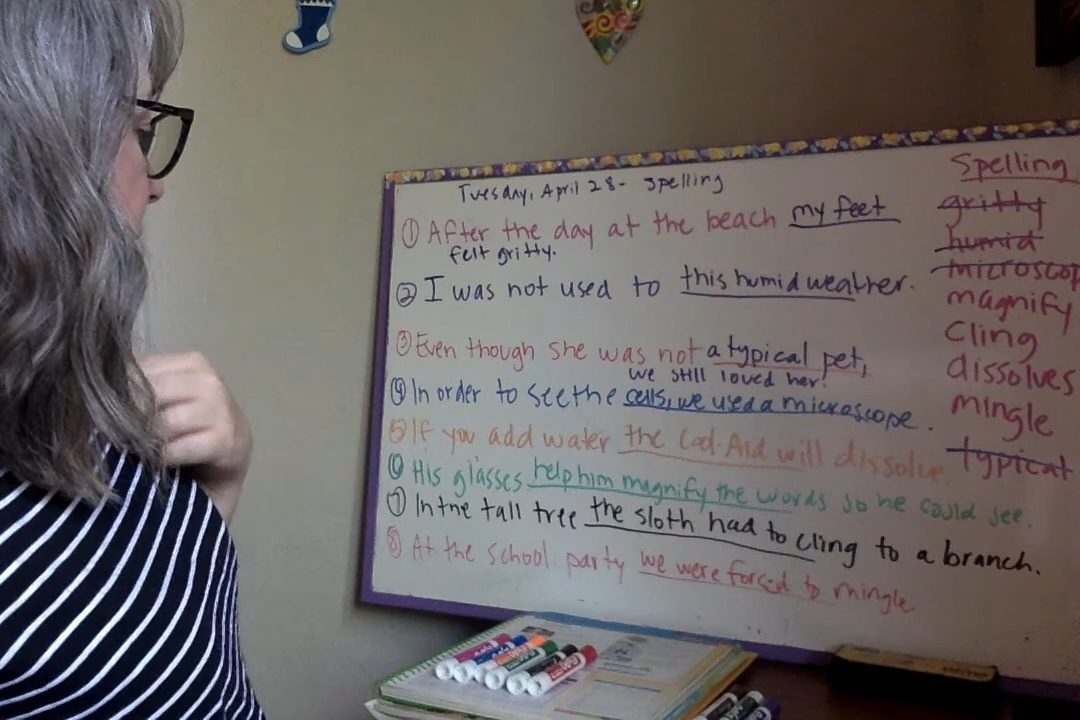 Tuesday, April 28- Spelling
① After the day at the beach my feet
felt gritty.
② I was not used to this humid weather.
③ Even though she was not a typical pet,
we still loved her!
④ In order to see the cells, we used a microscope.
⑤ If you add water the Cool-Aid will dissolve.
⑥ His glasses help him magnify the words so he could see.
⑦ In the tall tree the sloth had to cling to a branch.
⑧ At the school party we were forced to mingle.
Spelling
gritty
humid
microscop
magnify
cling
dissolves
mingle
typical